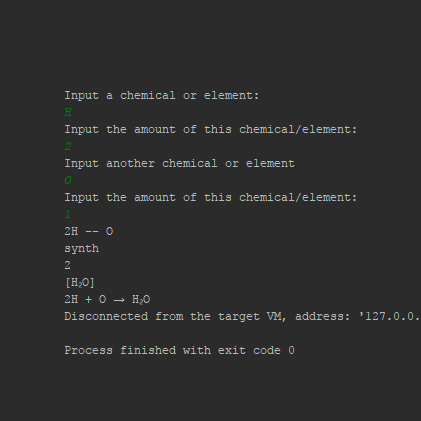 Input a chemical or element:
H
Input the amount of this chemical/element:
2
Input another chemical or element
O
Input the amount of this chemical/element:
1
2H -- O
synth
2
[H₂O]
2H + O → H₂O
Disconnected from the target VM, address: '127.0.0.
Process finished with exit code 0